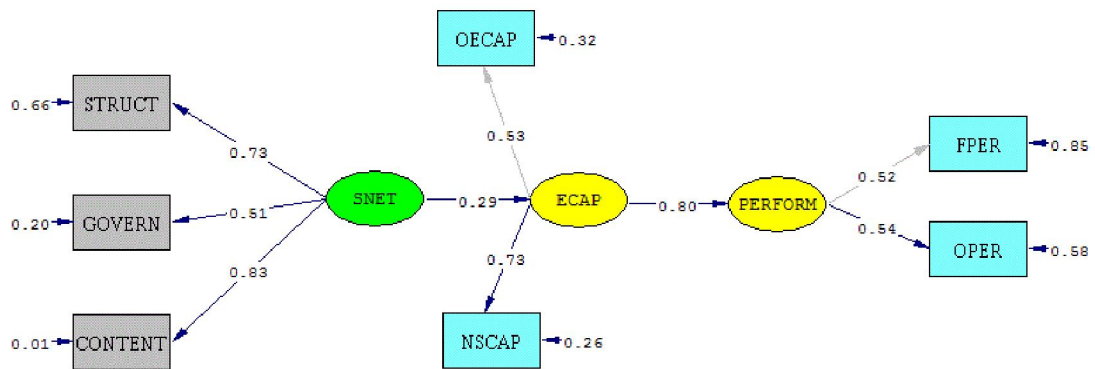 OECAP
0.32
0.66
STRUCT
0.53
FPER
0.85
0.73
0.52
SNET
0.29
ECAP
0.80
PERFORM
0.20
GOVERN
0.51
0.54
OPER
0.58
0.83
0.73
0.01
CONTENT
NSCAP
0.26